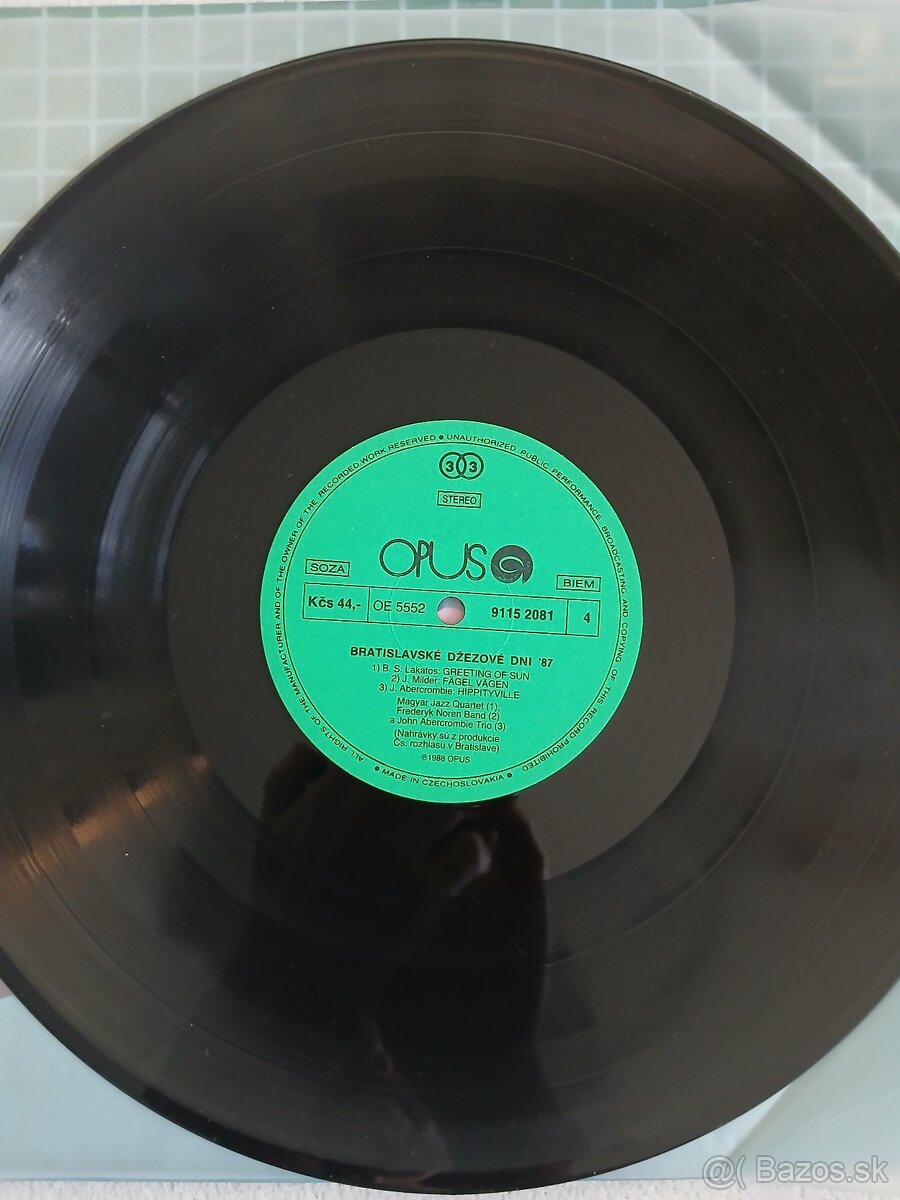 ALL RIGHTS OF THE MANUFACTURER AND OF THE OWNER OF THE RECORDED WORK RESERVED ● UNAUTHORIZED PUBLIC PERFORMANCE BROADCASTING AND COPYING OF THIS RECORD PROHIBITED
33
STEREO
OPUS
SOZA
BIEM
Kčs 44,- OE 5552 9115 2081 4
BRATISLAVSKÉ DŽEZOVÉ DNI '87
1) B. S. Lakatos: GREETING OF SUN
2) J. Milder: FÅGEL VÄGEN
3) J. Abercrombie: HIPPITYVILLE
Magyar Jazz Quartet (1),
Frederyk Noren Band (2)
a John Abercrombie Trio (3)
(Nahrávky sú z produkcie
Čs. rozhlasu v Bratislave)
℗1988 OPUS
● MADE IN CZECHOSLOVAKIA ●
@( Bazos.sk